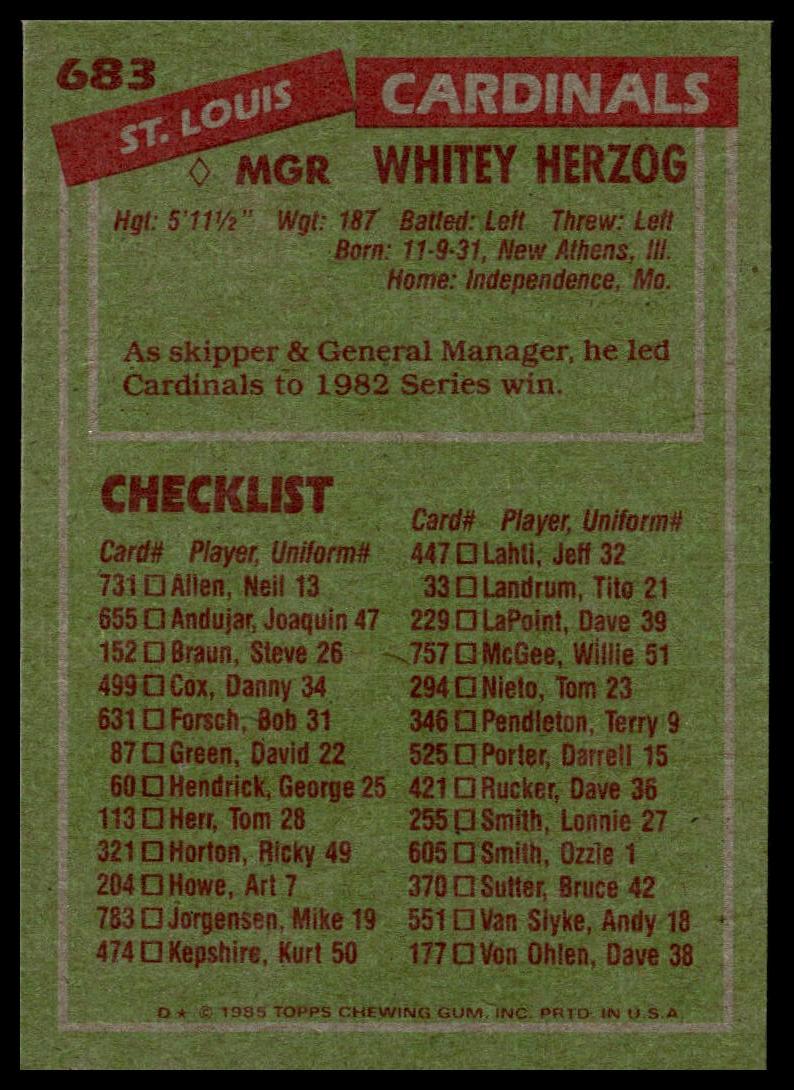 683
ST. LOUIS CARDINALS
◇ MGR WHITEY HERZOG
Hgt: 5'11½" Wgt: 187 Batted: Left Threw: Left
Born: 11-9-31, New Athens, Ill.
Home: Independence, Mo.
As skipper & General Manager, he led
Cardinals to 1982 Series win.
CHECKLIST
Card# Player, Uniform#
731 □ Allen, Neil 13
655 □ Andujar, Joaquin 47
152 □ Braun, Steve 26
499 □ Cox, Danny 34
631 □ Forsch, Bob 31
87 □ Green, David 22
60 □ Hendrick, George 25
113 □ Herr, Tom 28
321 □ Horton, Ricky 49
204 □ Howe, Art 7
783 □ Jorgensen, Mike 19
474 □ Kepshire, Kurt 50
Card# Player, Uniform#
447 □ Lahti, Jeff 32
33 □ Landrum, Tito 21
229 □ LaPoint, Dave 39
757 □ McGee, Willie 51
294 □ Nieto, Tom 23
346 □ Pendleton, Terry 9
525 □ Porter, Darrell 15
421 □ Rucker, Dave 36
255 □ Smith, Lonnie 27
605 □ Smith, Ozzie 1
370 □ Sutter, Bruce 42
551 □ Van Slyke, Andy 18
177 □ Von Ohlen, Dave 38
D★ © 1985 TOPPS CHEWING GUM, INC. PRTD. IN U.S.A.